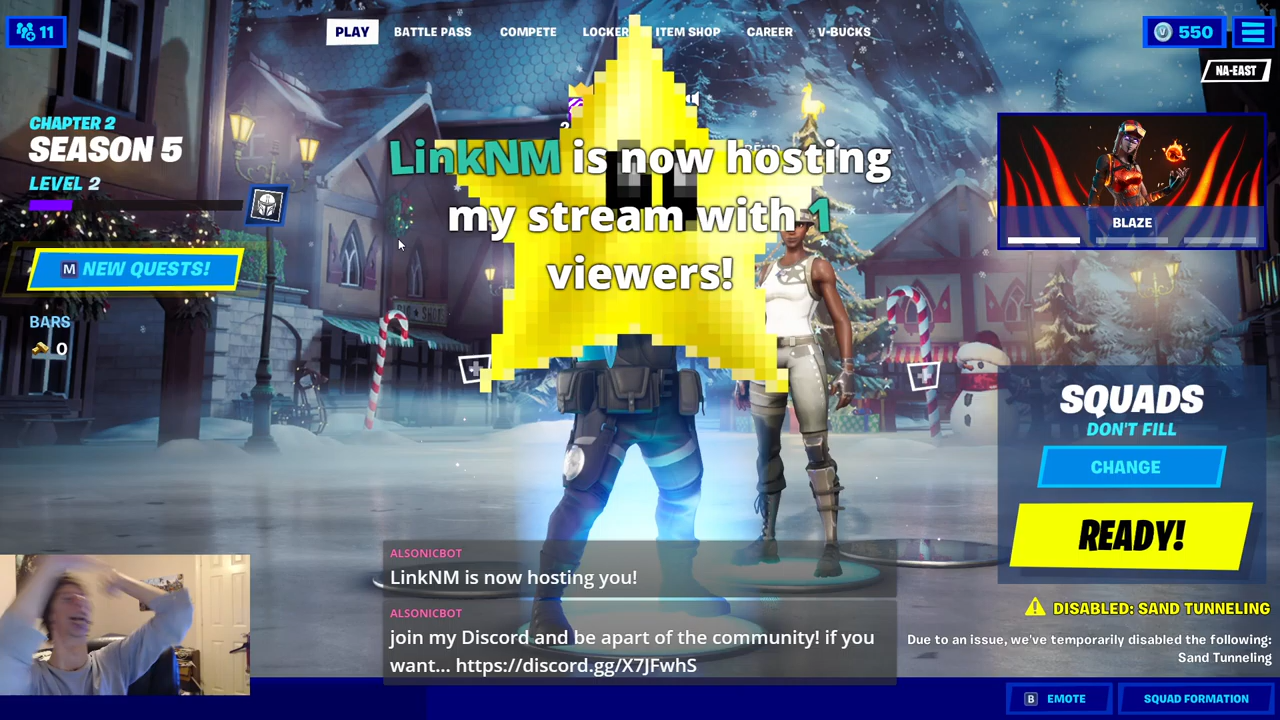 11
PLAY
BATTLE PASS
COMPETE
LOCKER
ITEM SHOP
CAREER
V-BUCKS
550
NA-EAST
CHAPTER 2
SEASON 5
LEVEL 2
M NEW QUESTS!
BARS
0
LinkNM is now hosting
my stream with 1
viewers!
BLAZE
SQUADS
DON'T FILL
CHANGE
READY!
DISABLED: SAND TUNNELING
Due to an issue, we've temporarily disabled the following:
Sand Tunneling
ALSONICBOT
LinkNM is now hosting you!
ALSONICBOT
join my Discord and be apart of the community! if you
want... https://discord.gg/X7JFwhS
B EMOTE
SQUAD FORMATION